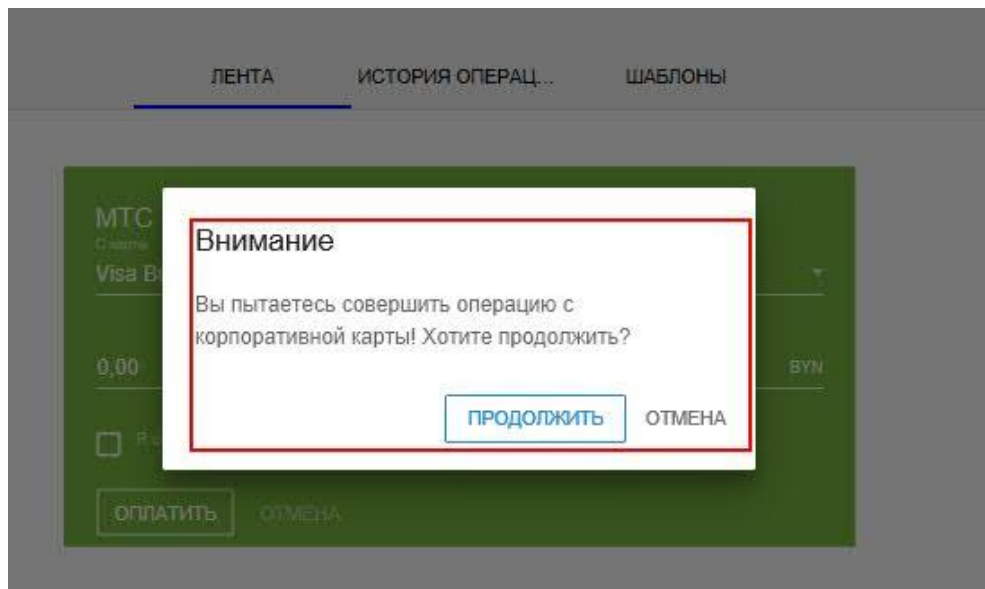 ЛЕНТА ИСТОРИЯ ОПЕРАЦ... ШАБЛОНЫ
МТС
С карты
Visa B
Внимание
Вы пытаетесь совершить операцию с
корпоративной карты! Хотите продолжить?
0,00 BYN
ПРОДОЛЖИТЬ ОТМЕНА
ОПЛАТИТЬ ОТМЕНА